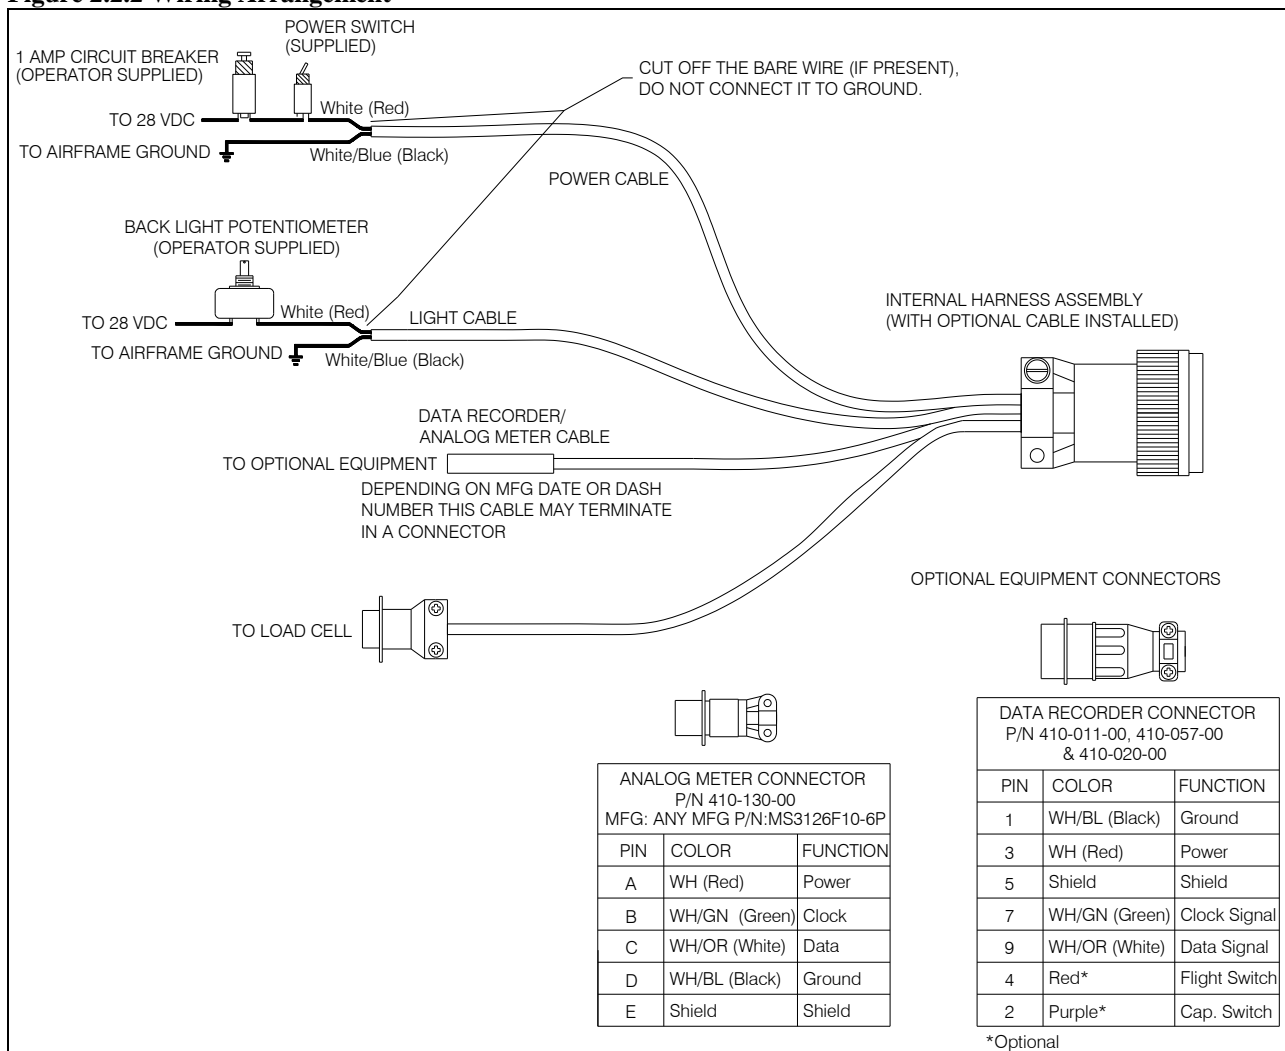 Figure 2.2.2 Wiring Arrangement
POWER SWITCH
(SUPPLIED)
1 AMP CIRCUIT BREAKER
(OPERATOR SUPPLIED)
CUT OFF THE BARE WIRE (IF PRESENT),
DO NOT CONNECT IT TO GROUND.
White (Red)
TO 28 VDC
TO AIRFRAME GROUND
White/Blue (Black)
POWER CABLE
BACK LIGHT POTENTIOMETER
(OPERATOR SUPPLIED)
INTERNAL HARNESS ASSEMBLY
(WITH OPTIONAL CABLE INSTALLED)
White (Red)
LIGHT CABLE
TO 28 VDC
TO AIRFRAME GROUND
White/Blue (Black)
DATA RECORDER/
ANALOG METER CABLE
TO OPTIONAL EQUIPMENT
DEPENDING ON MFG DATE OR DASH
NUMBER THIS CABLE MAY TERMINATE
IN A CONNECTOR
OPTIONAL EQUIPMENT CONNECTORS
TO LOAD CELL
ANALOG METER CONNECTOR
P/N 410-130-00
MFG: ANY MFG P/N:MS3126F10-6P
PIN COLOR FUNCTION
A WH (Red) Power
B WH/GN (Green) Clock
C WH/OR (White) Data
D WH/BL (Black) Ground
E Shield Shield
DATA RECORDER CONNECTOR
P/N 410-011-00, 410-057-00
& 410-020-00
PIN COLOR FUNCTION
1 WH/BL (Black) Ground
3 WH (Red) Power
5 Shield Shield
7 WH/GN (Green) Clock Signal
9 WH/OR (White) Data Signal
4 Red* Flight Switch
2 Purple* Cap. Switch
*Optional